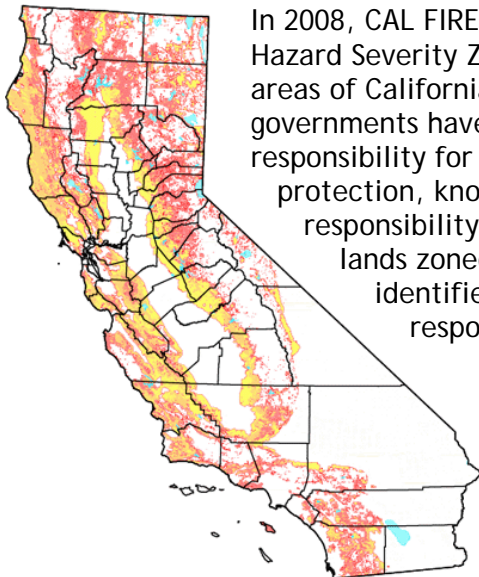 In 2008, CAL FIRE
Hazard Severity Z
areas of California
governments have
responsibility for
protection, kno
responsibility
lands zone
identifie
respo